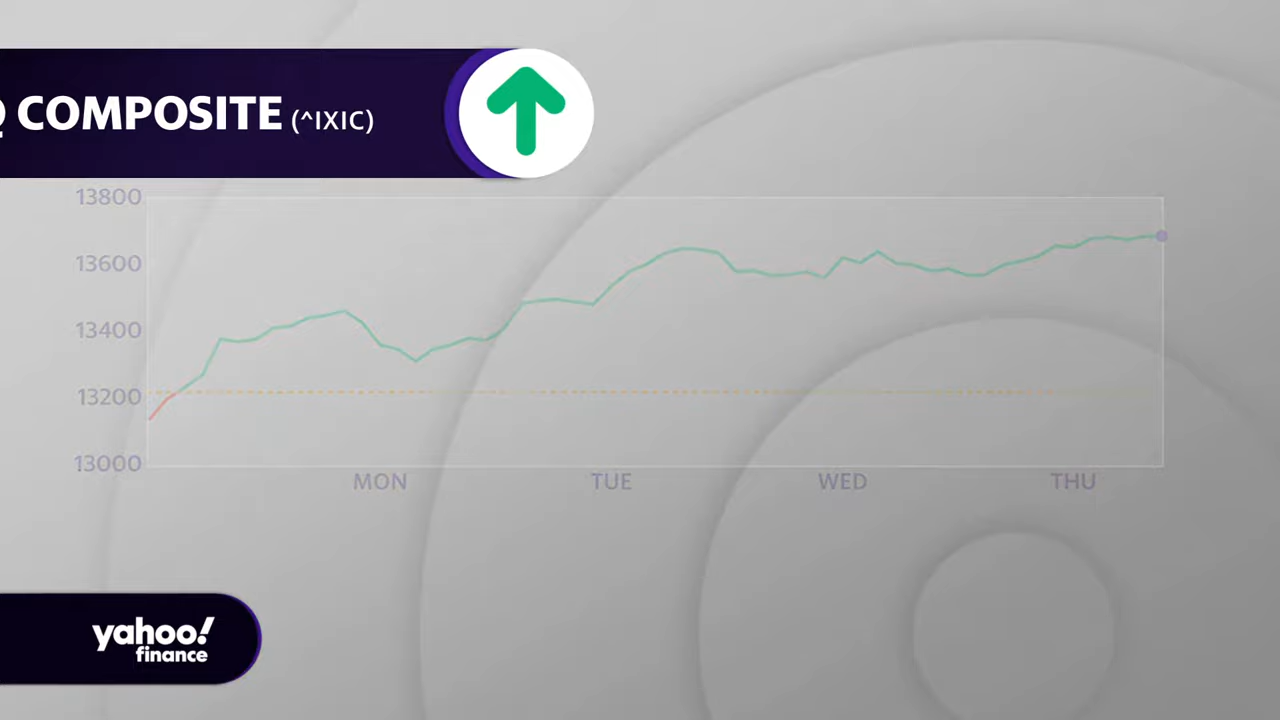 COMPOSITE (^IXIC)
13800
13600
13400
13200
13000
MON TUE WED THU
yahoo!
finance